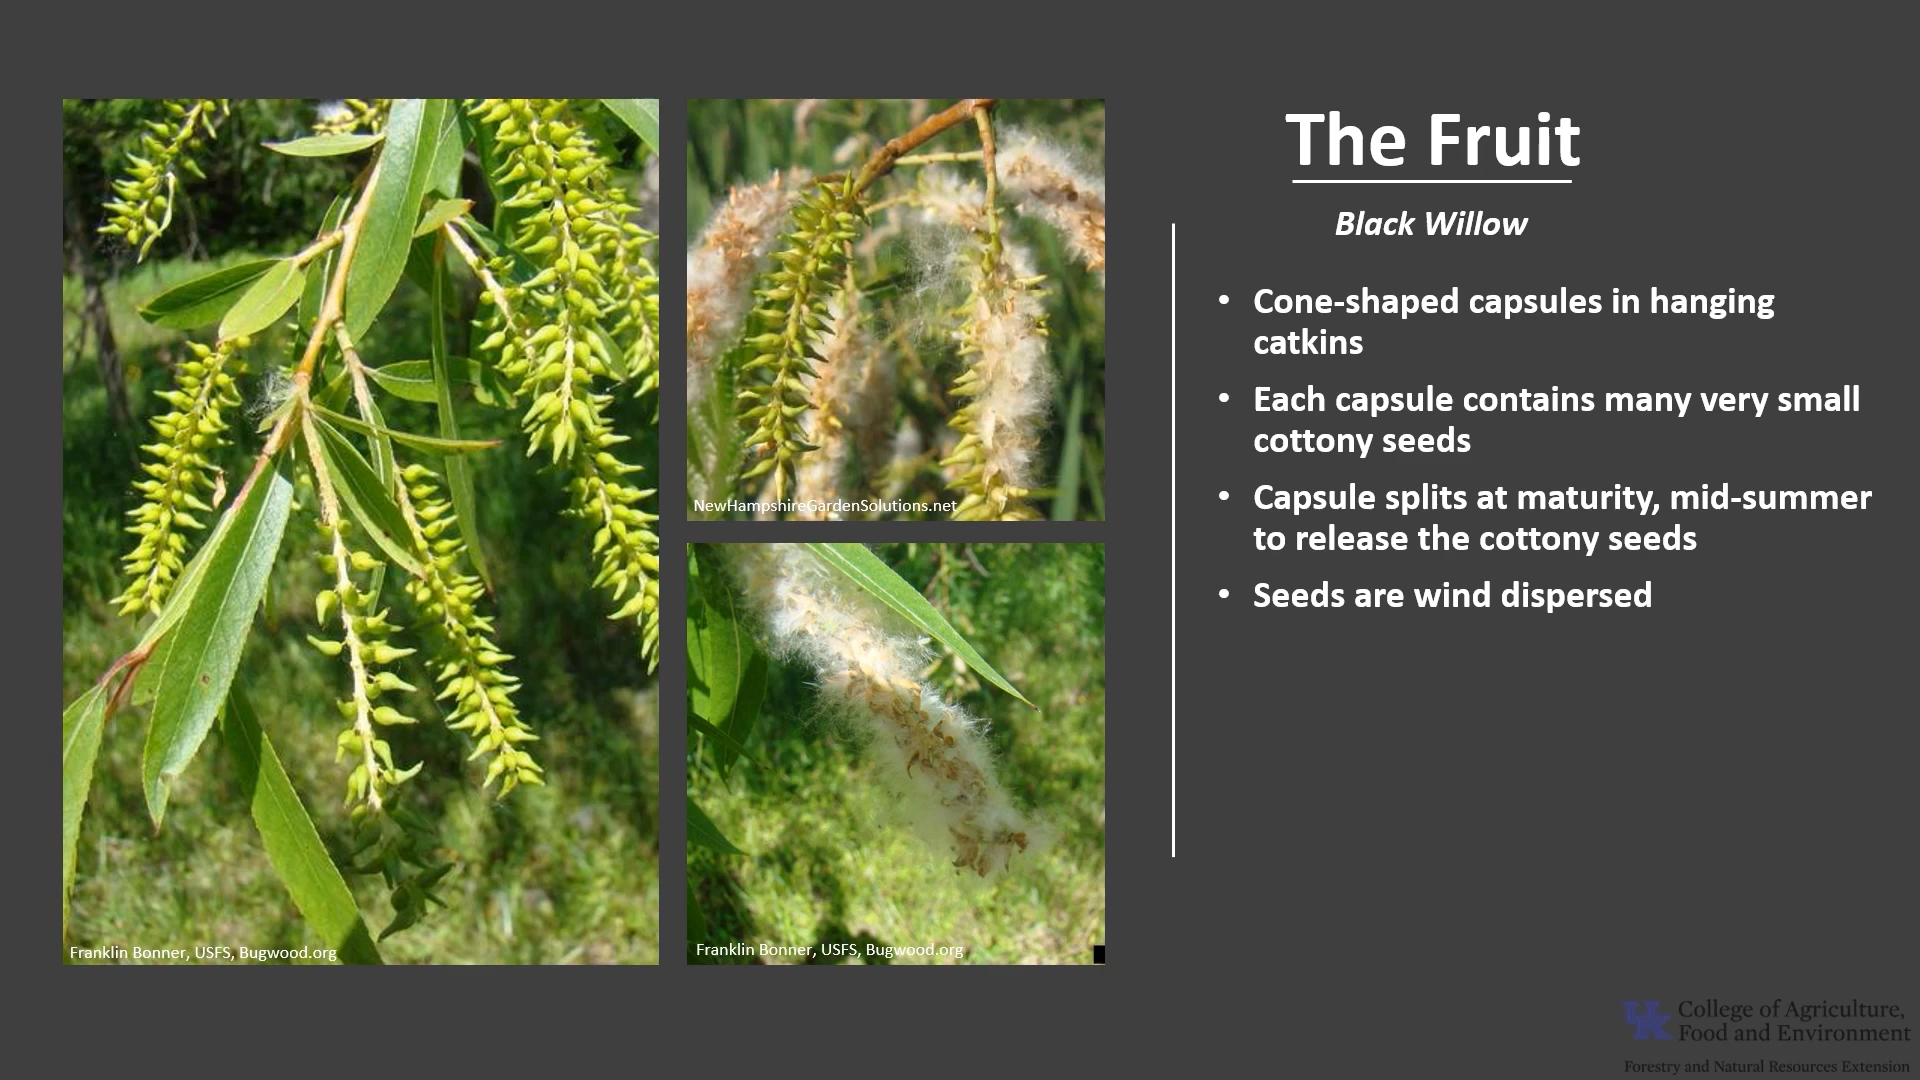 The Fruit
Black Willow
• Cone-shaped capsules in hanging
catkins
• Each capsule contains many very small
cottony seeds
• Capsule splits at maturity, mid-summer
to release the cottony seeds
• Seeds are wind dispersed
NewHampshireGardenSolutions.net
Franklin Bonner, USFS, Bugwood.org
Franklin Bonner, USFS, Bugwood.org
UK College of Agriculture,
Food and Environment
Forestry and Natural Resources Extension